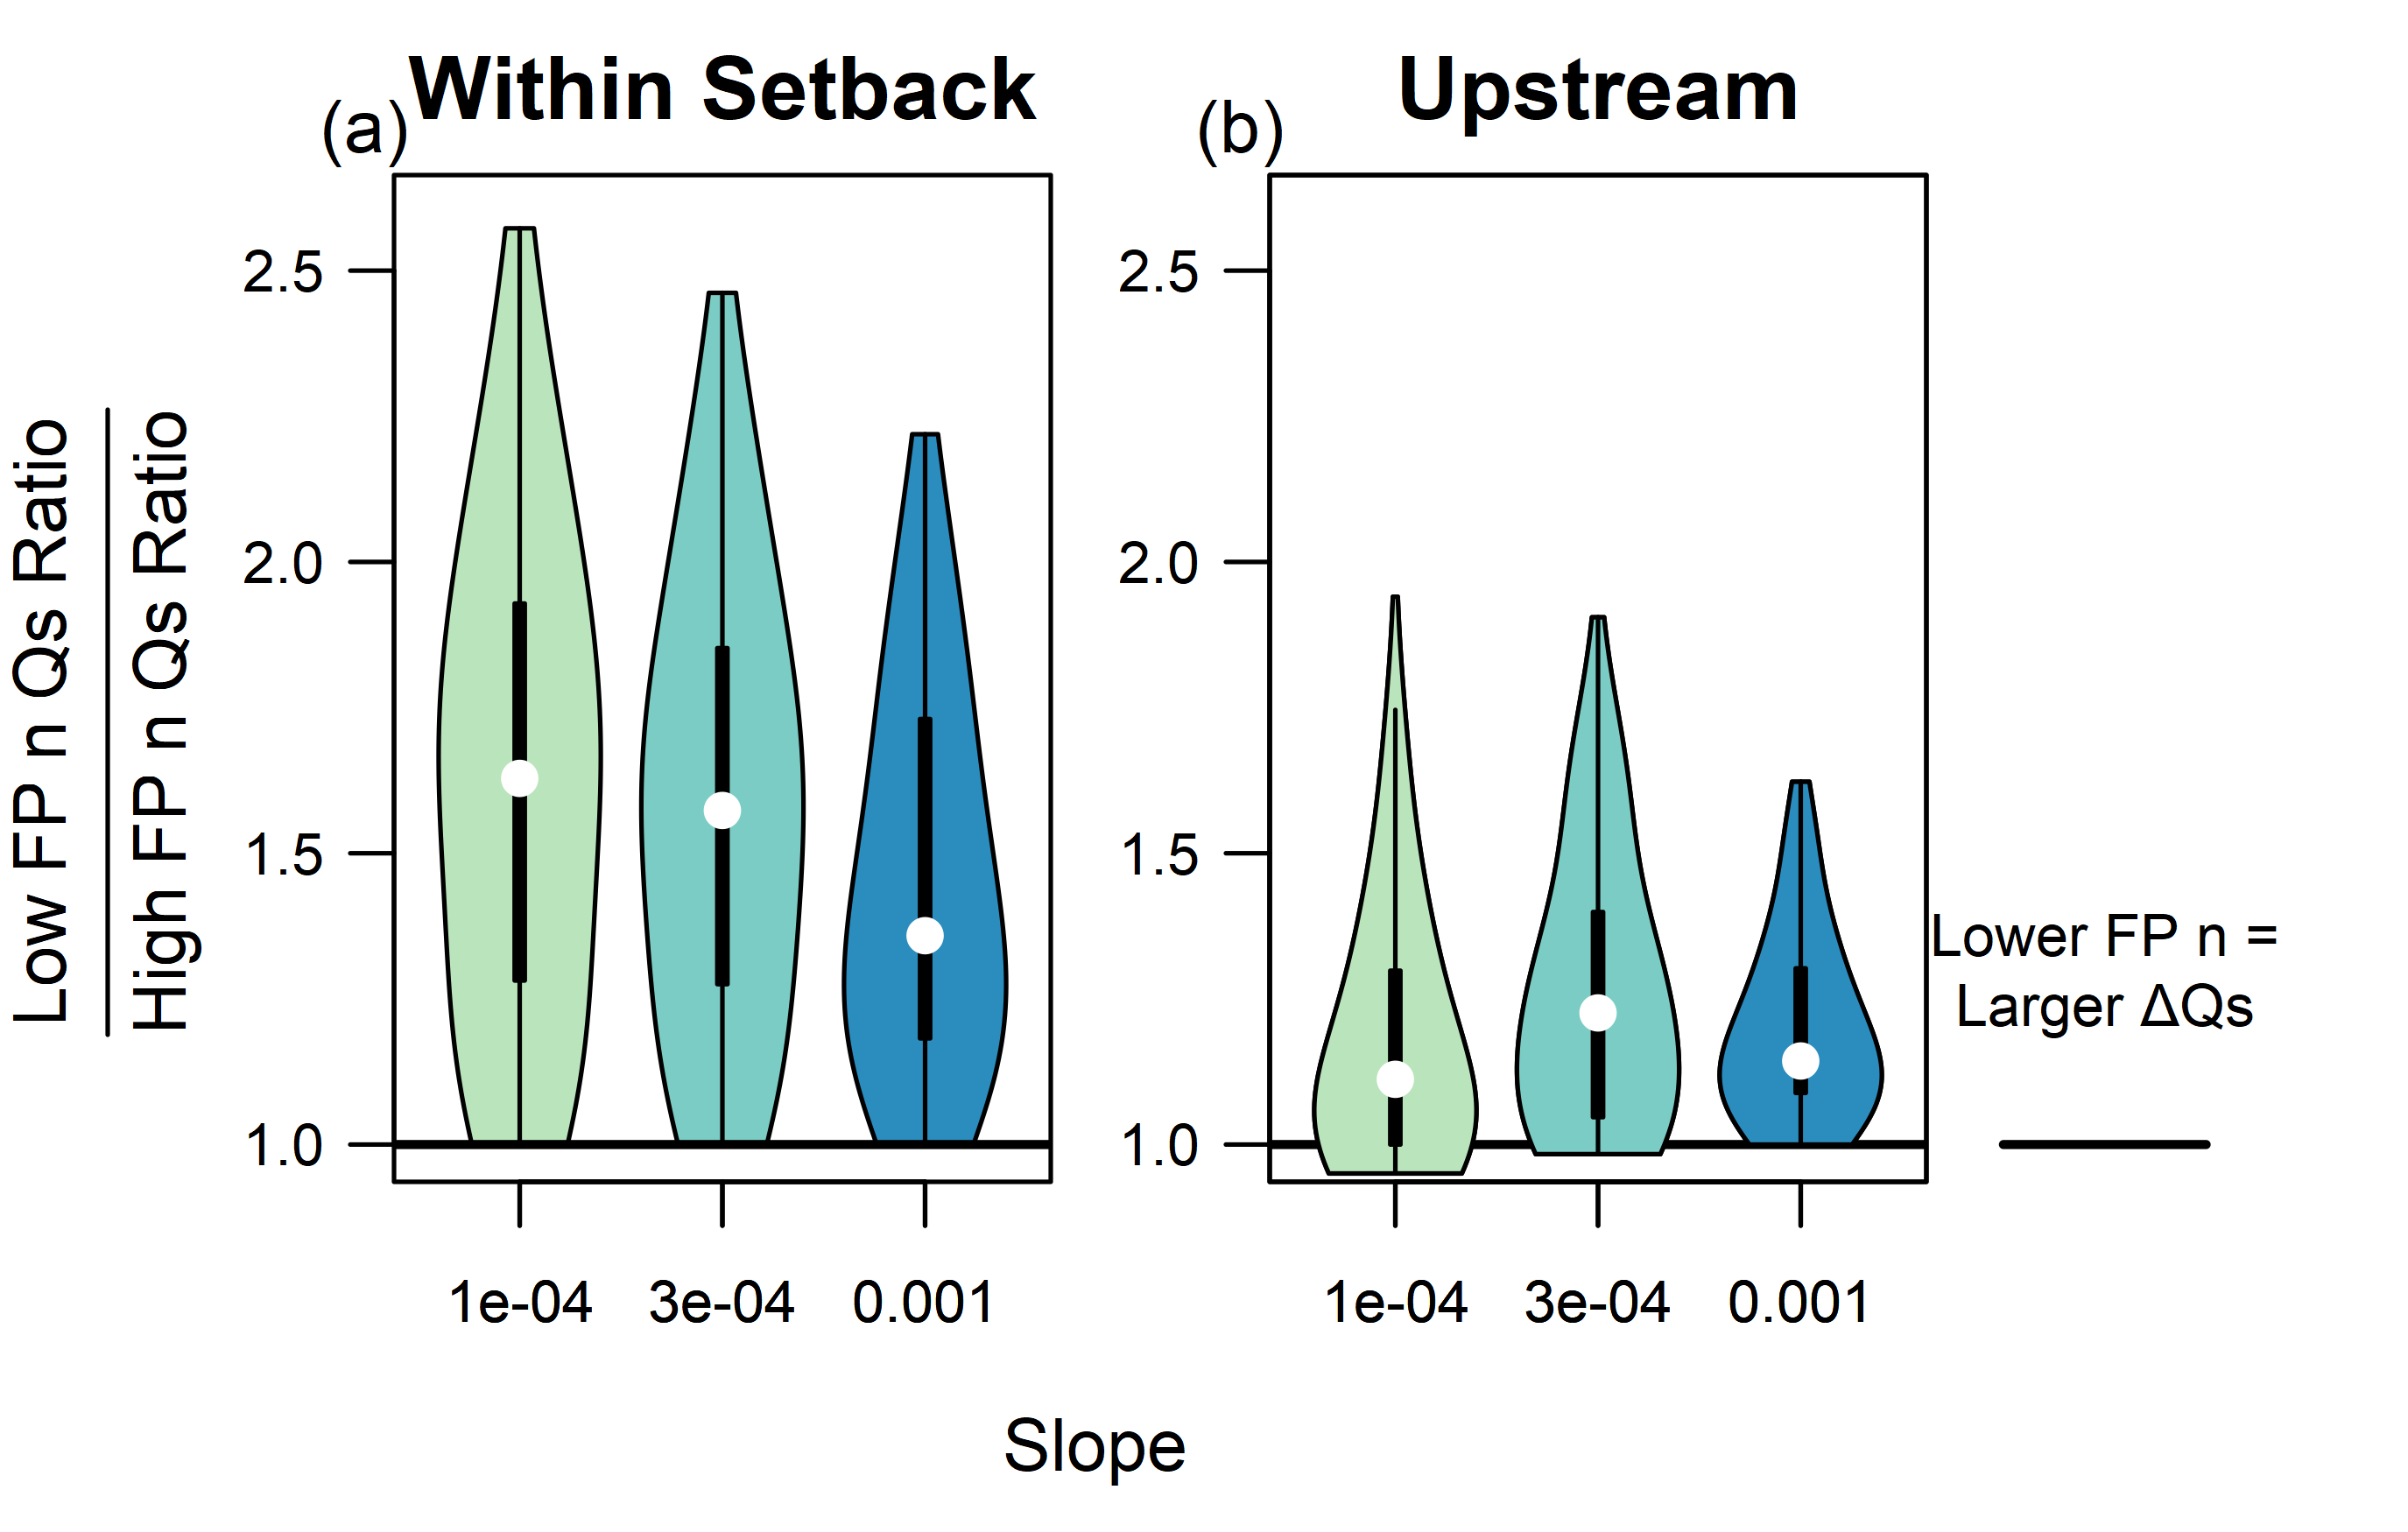 Within Setback
Upstream
(a)
(b)
Low FP n Qs Ratio
High FP n Qs Ratio
2.5
2.0
1.5
1.0
2.5
2.0
1.5
1.0
Lower FP n =
Larger ΔQs
1e-04 3e-04 0.001
1e-04 3e-04 0.001
Slope